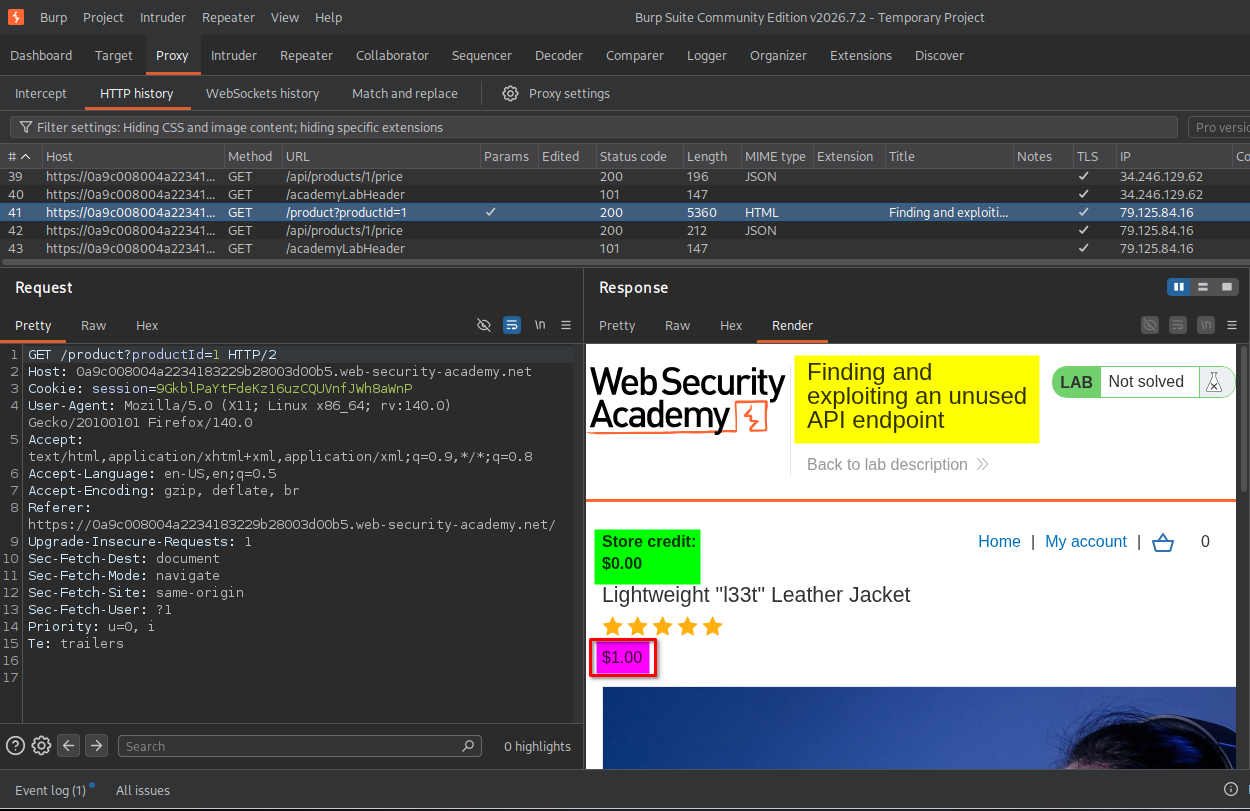 Burp Project Intruder Repeater View Help
Burp Suite Community Edition v2026.7.2 - Temporary Project
Dashboard Target Proxy Intruder Repeater Collaborator Sequencer Decoder Comparer Logger Organizer Extensions Discover
Intercept HTTP history WebSockets history Match and replace Proxy settings
Filter settings: Hiding CSS and image content; hiding specific extensions
Pro versio
# Host Method URL Params Edited Status code Length MIME type Extension Title Notes TLS IP Co
39 https://0a9c008004a22341... GET /api/products/1/price 200 196 JSON ✓ 34.246.129.62
40 https://0a9c008004a22341... GET /academyLabHeader 101 147 ✓ 34.246.129.62
41 https://0a9c008004a22341... GET /product?productId=1 ✓ 200 5360 HTML Finding and exploiti... ✓ 79.125.84.16
42 https://0a9c008004a22341... GET /api/products/1/price 200 212 JSON ✓ 79.125.84.16
43 https://0a9c008004a22341... GET /academyLabHeader 101 147 ✓ 79.125.84.16
Request
Pretty Raw Hex
\n
1 GET /product?productId=1 HTTP/2
2 Host: 0a9c008004a2234183229b28003d00b5.web-security-academy.net
3 Cookie: session=9GkblPaYtFdeKz16uzCQUVnfJWh8aWnP
4 User-Agent: Mozilla/5.0 (X11; Linux x86_64; rv:140.0)
Gecko/20100101 Firefox/140.0
5 Accept:
text/html,application/xhtml+xml,application/xml;q=0.9,*/*;q=0.8
6 Accept-Language: en-US,en;q=0.5
7 Accept-Encoding: gzip, deflate, br
8 Referer:
https://0a9c008004a2234183229b28003d00b5.web-security-academy.net/
9 Upgrade-Insecure-Requests: 1
10 Sec-Fetch-Dest: document
11 Sec-Fetch-Mode: navigate
12 Sec-Fetch-Site: same-origin
13 Sec-Fetch-User: ?1
14 Priority: u=0, i
15 Te: trailers
16
17
Search
0 highlights
Response
Pretty Raw Hex Render
\n
Web Security
Academy
Finding and
exploiting an unused
API endpoint
Back to lab description
LAB Not solved
Store credit:
$0.00
Home | My account | 0
Lightweight "l33t" Leather Jacket
$1.00
Event log (1) All issues